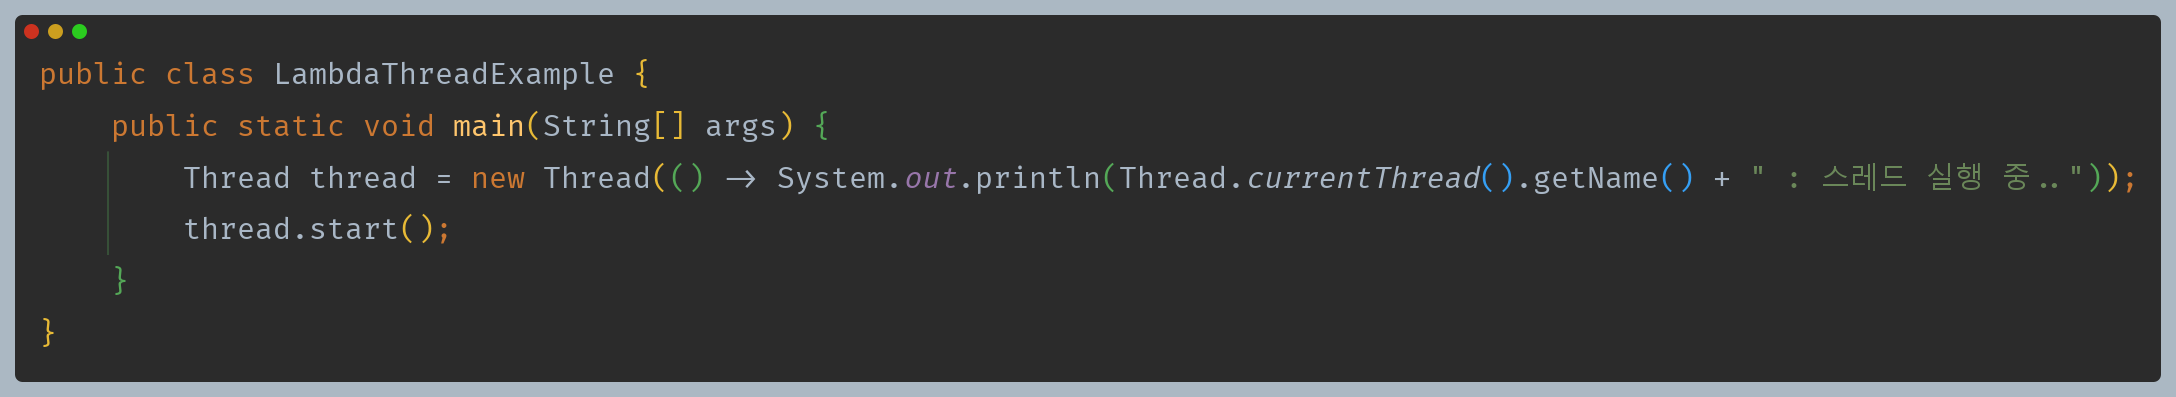 public class LambdaThreadExample {
    public static void main(String[] args) {
        Thread thread = new Thread(() -> System.out.println(Thread.currentThread().getName() + " : 스레드 실행 중.."));
        thread.start();
    }
}